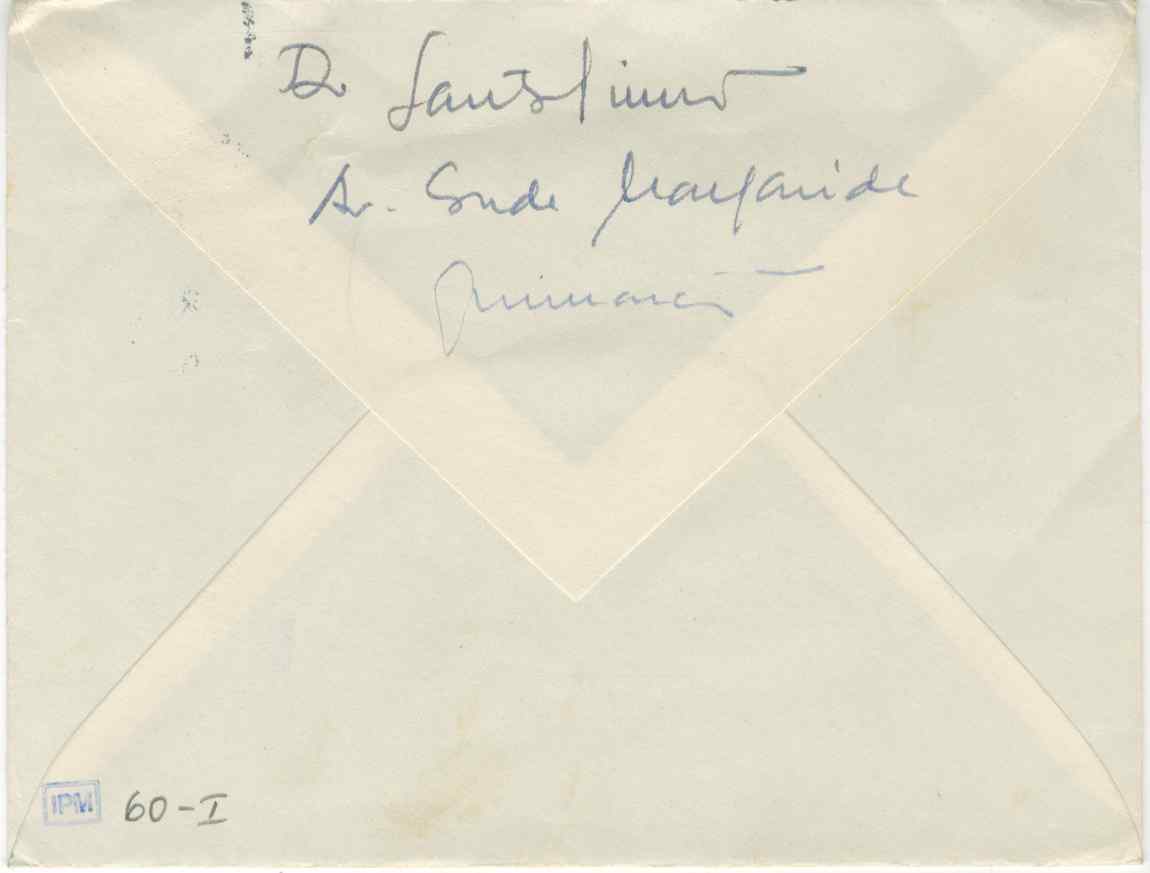 Dr Santos Simões
Av. Conde Margaride
Guimarães
IPM 60-I